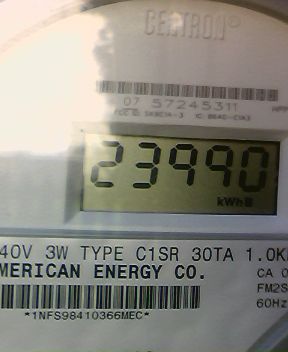 CENTRON®
07 57245311
23990
kWh
40V 3W TYPE C1SR 30TA 1.0K
MERICAN ENERGY CO.
CA 0
FM2S
60Hz
*1NFS98410366MEC*